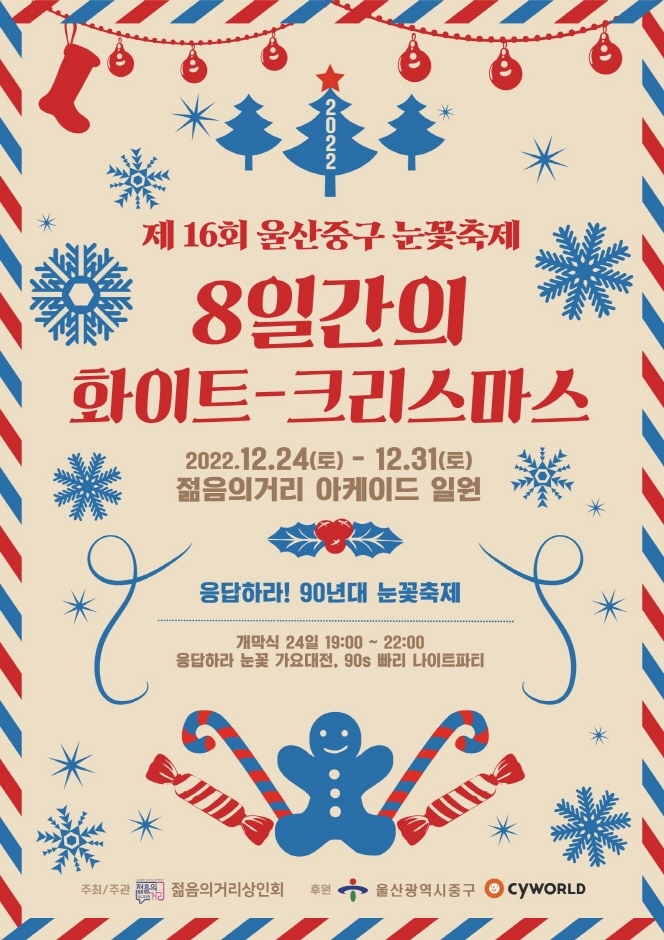 2022
제 16회 울산중구 눈꽃축제
8일간의
화이트-크리스마스
2022.12.24(토) - 12.31(토)
젊음의거리 아케이드 일원
응답하라! 90년대 눈꽃축제
개막식 24일 19:00 ~ 22:00
응답하라 눈꽃 가요대전, 90s 빠리 나이트파티
주최/주관 젊음의거리상인회 후원 울산광역시중구 CYWORLD